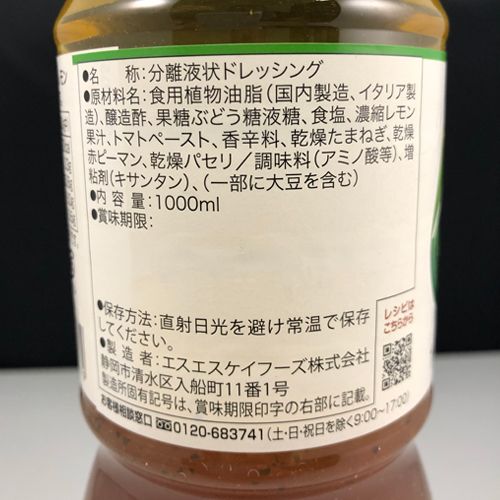 ●名　　称：分離液状ドレッシング
●原材料名：食用植物油脂（国内製造、イタリア製
造）、醸造酢、果糖ぶどう糖液糖、食塩、濃縮レモン
果汁、トマトペースト、香辛料、乾燥たまねぎ、乾燥
赤ピーマン、乾燥パセリ／調味料（アミノ酸等）、増
粘剤（キサンタン）、（一部に大豆を含む）
●内 容 量：1000ml
●賞味期限：
レシピは
こちらから
●保存方法：直射日光を避け常温で保存
してください。
●製 造 者：エスエスケイフーズ株式会社
静岡市清水区入船町11番1号
製造所固有記号は、賞味期限印字の右部に記載。
お客様相談窓口 0120-683741（土・日・祝日を除く9:00〜17:00）